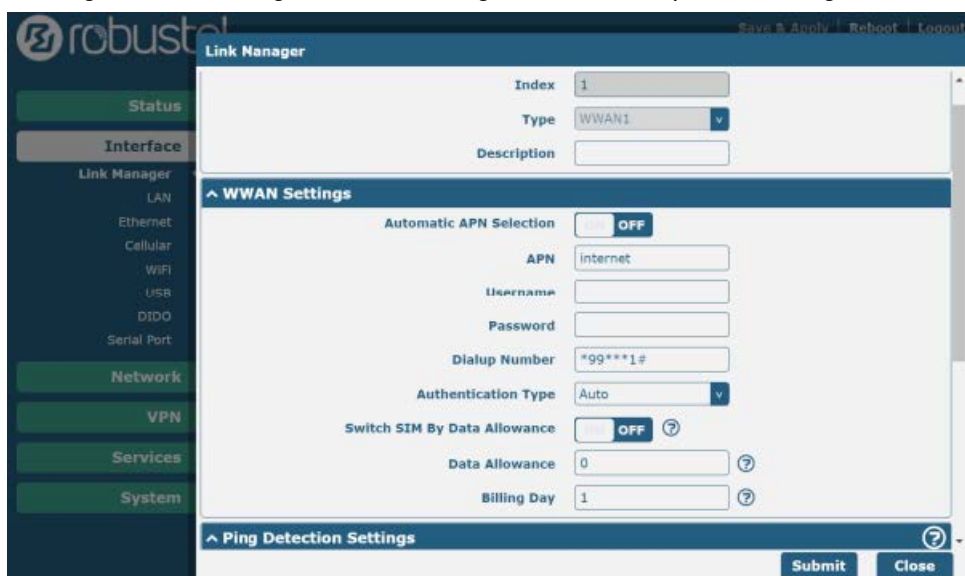 robustel
Save & Apply | Reboot | Logout
Link Manager
Index 1
Type WWAN1 v
Description
Status
Interface
Link Manager
LAN
Ethernet
Cellular
WiFi
USB
DIDO
Serial Port
Network
VPN
Services
System
^ WWAN Settings
Automatic APN Selection OFF
APN internet
Username
Password
Dialup Number *99***1#
Authentication Type Auto v
Switch SIM By Data Allowance OFF ?
Data Allowance 0 ?
Billing Day 1 ?
^ Ping Detection Settings ?
Submit Close